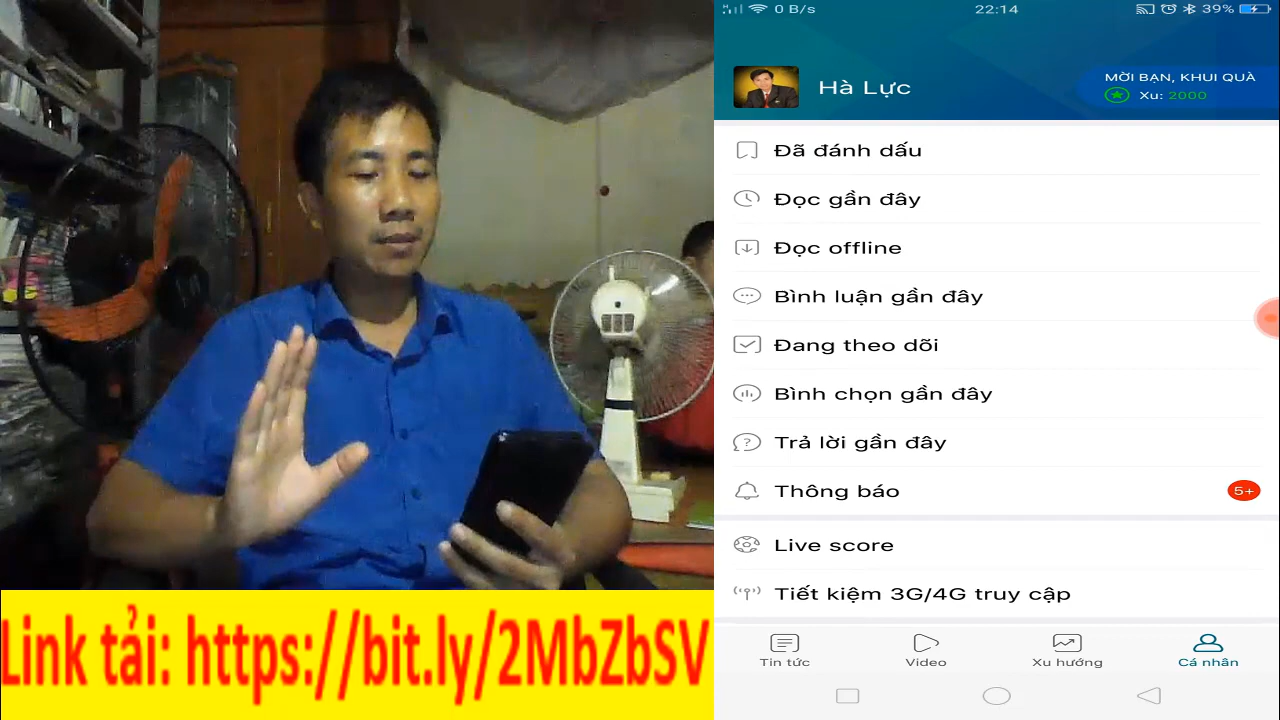 0 B/s
22:14
39%
Hà Lực
MỜI BẠN, KHUI QUÀ
Xu: 2000
Đã đánh dấu
Đọc gần đây
Đọc offline
Bình luận gần đây
Đang theo dõi
Bình chọn gần đây
Trả lời gần đây
Thông báo
5+
Live score
Tiết kiệm 3G/4G truy cập
Tin tức
Video
Xu hướng
Cá nhân
Link tải: https://bit.ly/2MbZbSV